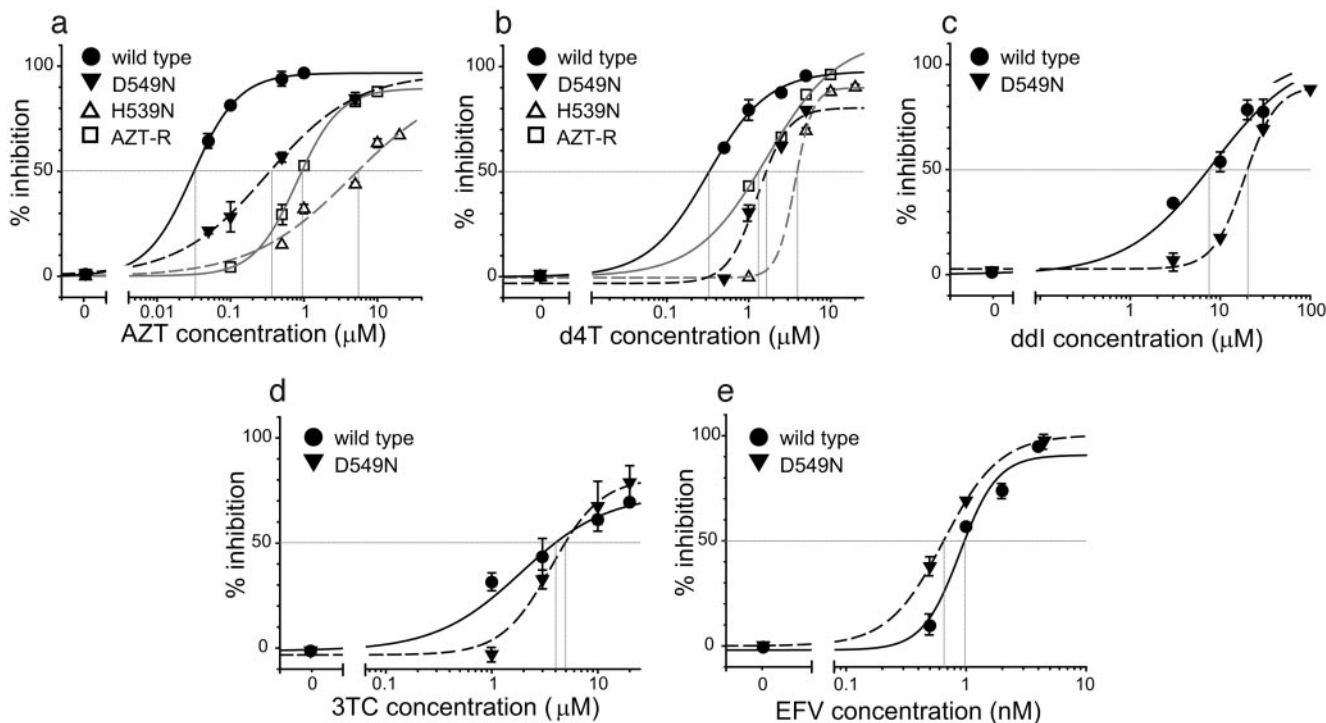 a
wild type
D549N
H539N
AZT-R
100
50
0
% inhibition
0
0.01
0.1
1
10
AZT concentration (μM)
b
wild type
D549N
H539N
AZT-R
100
50
0
% inhibition
0
0.1
1
10
d4T concentration (μM)
c
wild type
D549N
100
50
0
% inhibition
0
1
10
100
ddI concentration (μM)
d
wild type
D549N
100
50
0
% inhibition
0
0.1
1
10
3TC concentration (μM)
e
wild type
D549N
100
50
0
% inhibition
0
0.1
1
10
EFV concentration (nM)